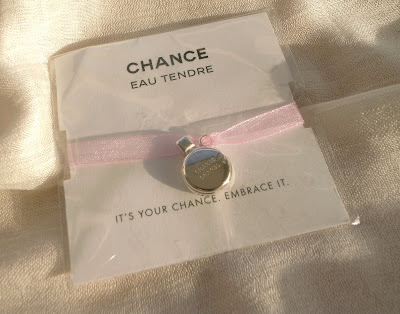 CHANCE
EAU TENDRE
IT'S YOUR CHANCE. EMBRACE IT.